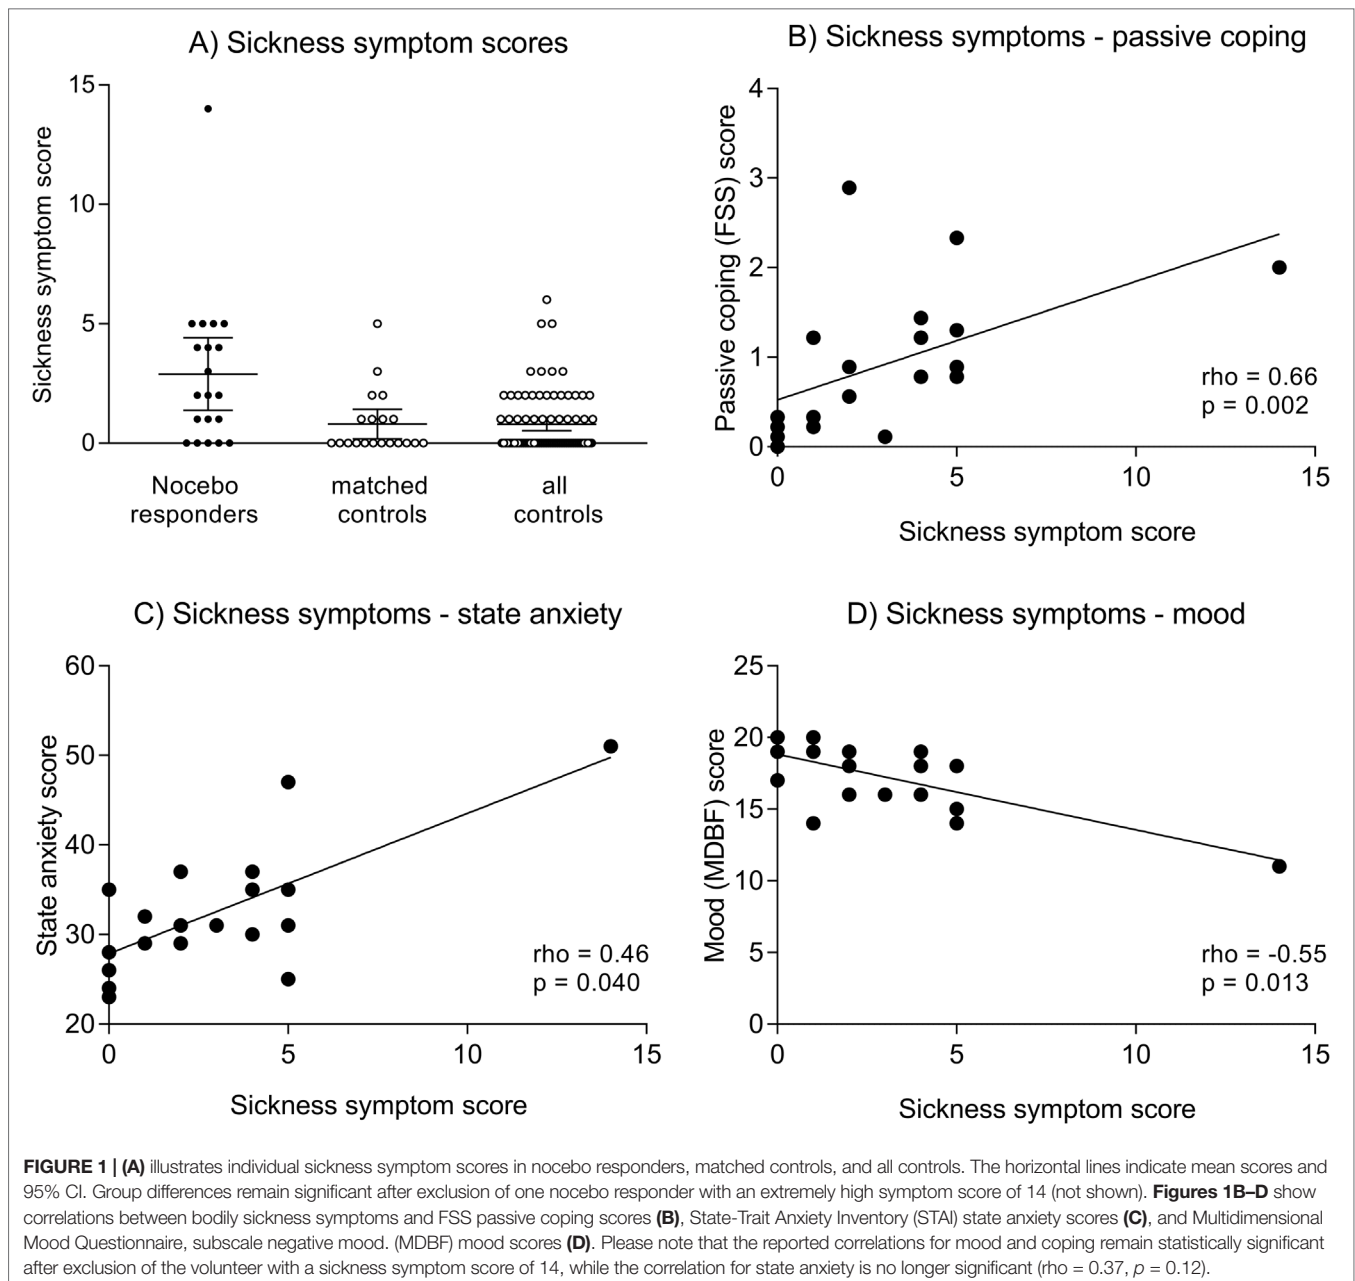 A) Sickness symptom scores
15
10
5
0
Sickness symptom score
Nocebo
responders
matched
controls
all
controls
B) Sickness symptoms - passive coping
4
3
2
1
0
Passive coping (FSS) score
rho = 0.66
p = 0.002
0 5 10 15
Sickness symptom score
C) Sickness symptoms - state anxiety
60
50
40
30
20
State anxiety score
rho = 0.46
p = 0.040
0 5 10 15
Sickness symptom score
D) Sickness symptoms - mood
25
20
15
10
5
0
Mood (MDBF) score
rho = -0.55
p = 0.013
0 5 10 15
Sickness symptom score
FIGURE 1 | (A) illustrates individual sickness symptom scores in nocebo responders, matched controls, and all controls. The horizontal lines indicate mean scores and
95% CI. Group differences remain significant after exclusion of one nocebo responder with an extremely high symptom score of 14 (not shown). Figures 1B–D show
correlations between bodily sickness symptoms and FSS passive coping scores (B), State-Trait Anxiety Inventory (STAI) state anxiety scores (C), and Multidimensional
Mood Questionnaire, subscale negative mood. (MDBF) mood scores (D). Please note that the reported correlations for mood and coping remain statistically significant
after exclusion of the volunteer with a sickness symptom score of 14, while the correlation for state anxiety is no longer significant (rho = 0.37, p = 0.12).